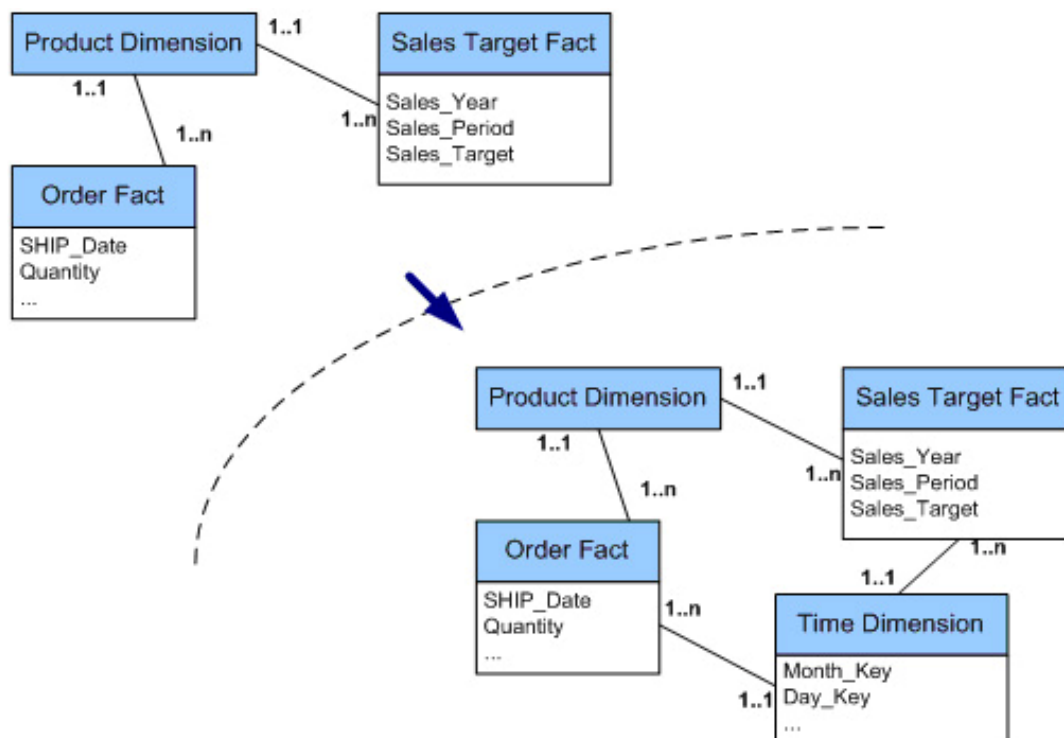 Product Dimension
1..1
Sales Target Fact
1..1
1..n
Sales_Year
Sales_Period
Sales_Target
1..n
Order Fact
SHIP_Date
Quantity
...
Product Dimension
1..1
Sales Target Fact
1..1
1..n
Sales_Year
Sales_Period
Sales_Target
1..n
Order Fact
SHIP_Date
Quantity
...
1..n
1..1
1..n
1..1
Time Dimension
Month_Key
Day_Key
...